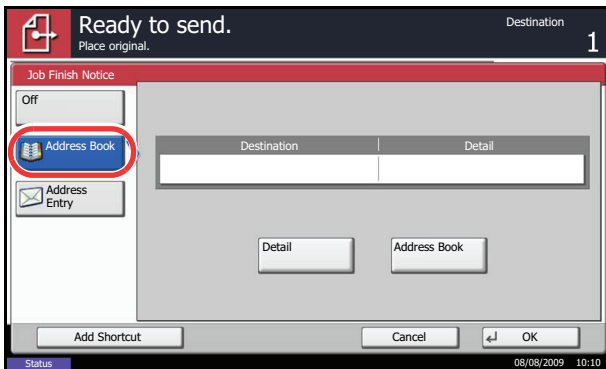 Ready to send.
Destination
Place original.
1
Job Finish Notice
Off
Address Book
Address
Entry
Destination
Detail
Detail
Address Book
Add Shortcut
Cancel
OK
Status
08/08/2009 10:10